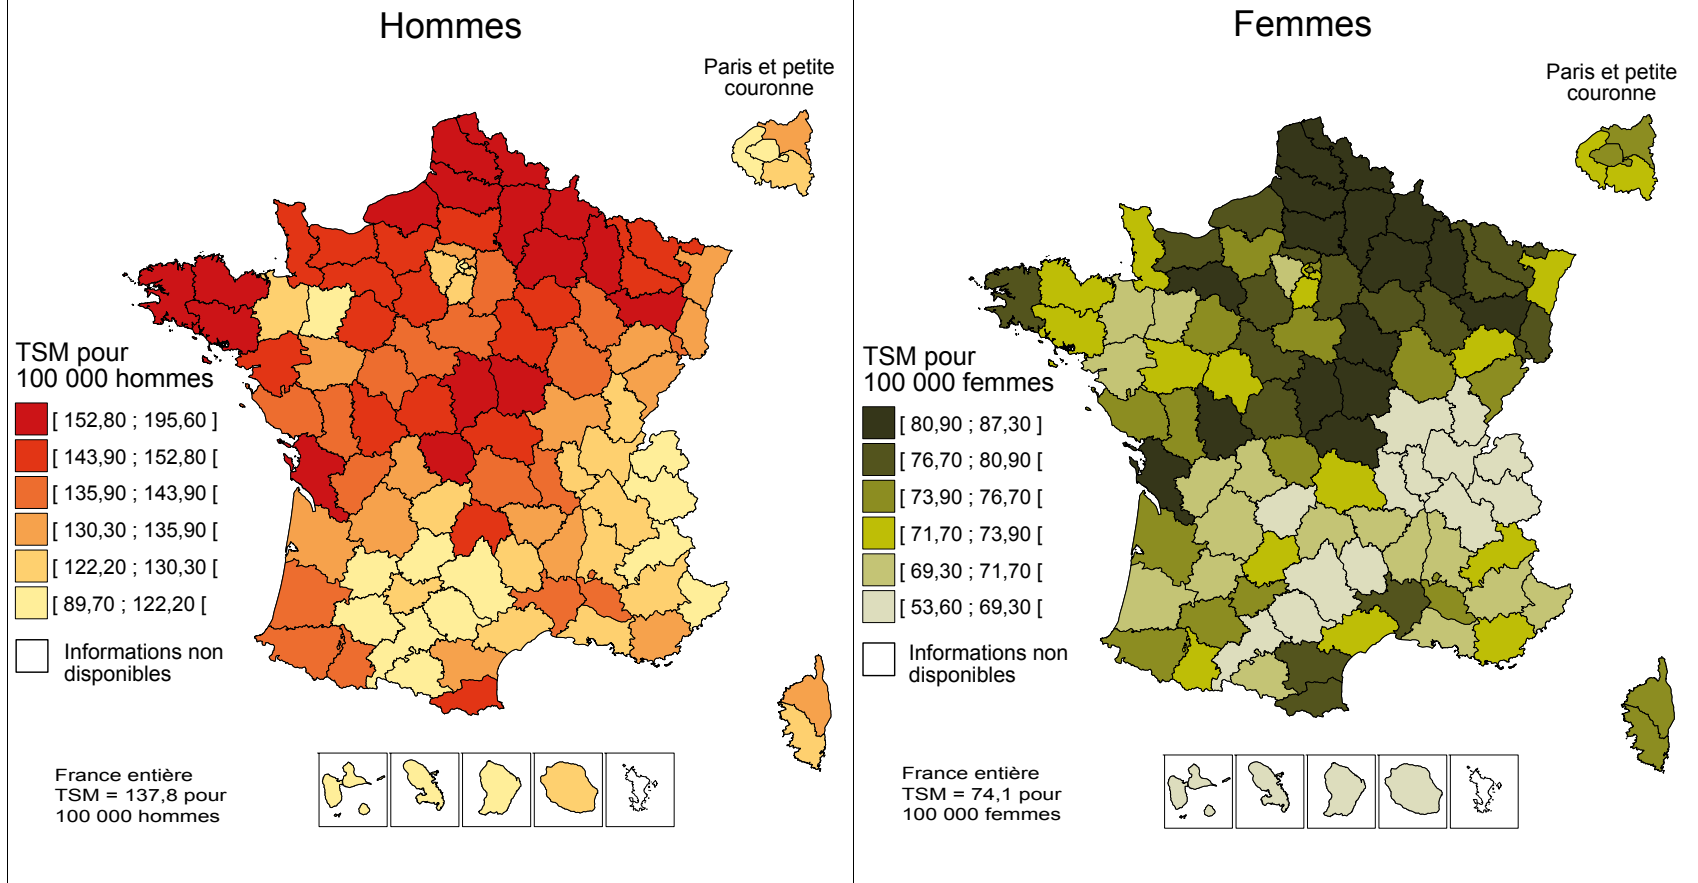 Hommes
Paris et petite
couronne
TSM pour
100 000 hommes
[ 152,80 ; 195,60 ]
[ 143,90 ; 152,80 [
[ 135,90 ; 143,90 [
[ 130,30 ; 135,90 [
[ 122,20 ; 130,30 [
[ 89,70 ; 122,20 [
Informations non
disponibles
France entière
TSM = 137,8 pour
100 000 hommes
Femmes
Paris et petite
couronne
TSM pour
100 000 femmes
[ 80,90 ; 87,30 ]
[ 76,70 ; 80,90 [
[ 73,90 ; 76,70 [
[ 71,70 ; 73,90 [
[ 69,30 ; 71,70 [
[ 53,60 ; 69,30 [
Informations non
disponibles
France entière
TSM = 74,1 pour
100 000 femmes